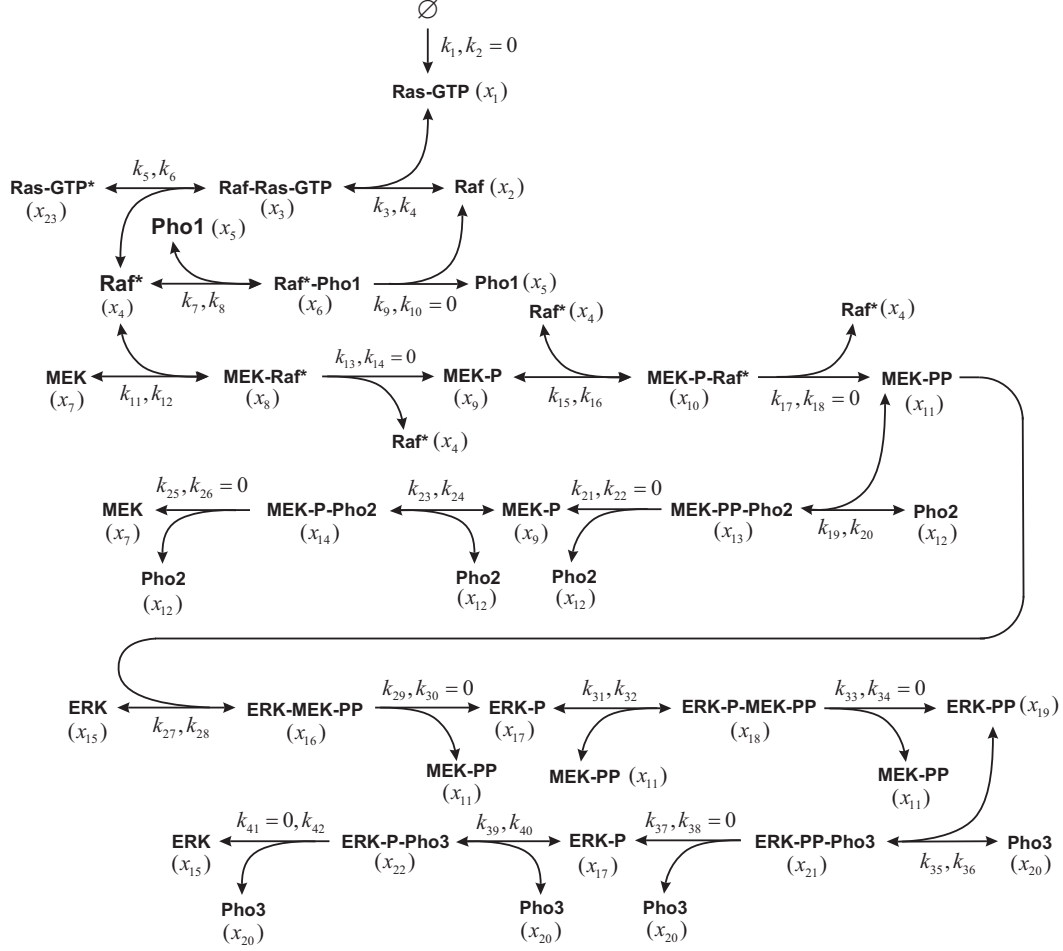 ∅
k₁, k₂ = 0
Ras-GTP (x₁)
k₅, k₆
Ras-GTP* Raf-Ras-GTP Raf (x₂)
(x₂₃) (x₃) k₃, k₄
Pho1 (x₅)
Raf* Raf*-Pho1 Pho1 (x₅)
(x₄) k₇, k₈ (x₆) k₉, k₁₀ = 0
Raf* (x₄) Raf* (x₄)
k₁₃, k₁₄ = 0
MEK MEK-Raf* MEK-P MEK-P-Raf* MEK-PP
(x₇) k₁₁, k₁₂ (x₈) (x₉) k₁₅, k₁₆ (x₁₀) k₁₇, k₁₈ = 0 (x₁₁)
Raf* (x₄)
k₂₅, k₂₆ = 0 k₂₃, k₂₄ k₂₁, k₂₂ = 0
MEK MEK-P-Pho2 MEK-P MEK-PP-Pho2 Pho2
(x₇) (x₁₄) (x₉) (x₁₃) k₁₉, k₂₀ (x₁₂)
Pho2 Pho2 Pho2
(x₁₂) (x₁₂) (x₁₂)
k₂₉, k₃₀ = 0 k₃₁, k₃₂ k₃₃, k₃₄ = 0
ERK ERK-MEK-PP ERK-P ERK-P-MEK-PP ERK-PP (x₁₉)
(x₁₅) k₂₇, k₂₈ (x₁₆) (x₁₇) (x₁₈)
MEK-PP MEK-PP (x₁₁) MEK-PP
(x₁₁) (x₁₁)
k₄₁ = 0, k₄₂ k₃₉, k₄₀ k₃₇, k₃₈ = 0
ERK ERK-P-Pho3 ERK-P ERK-PP-Pho3 Pho3
(x₁₅) (x₂₂) (x₁₇) (x₂₁) k₃₅, k₃₆ (x₂₀)
Pho3 Pho3 Pho3
(x₂₀) (x₂₀) (x₂₀)